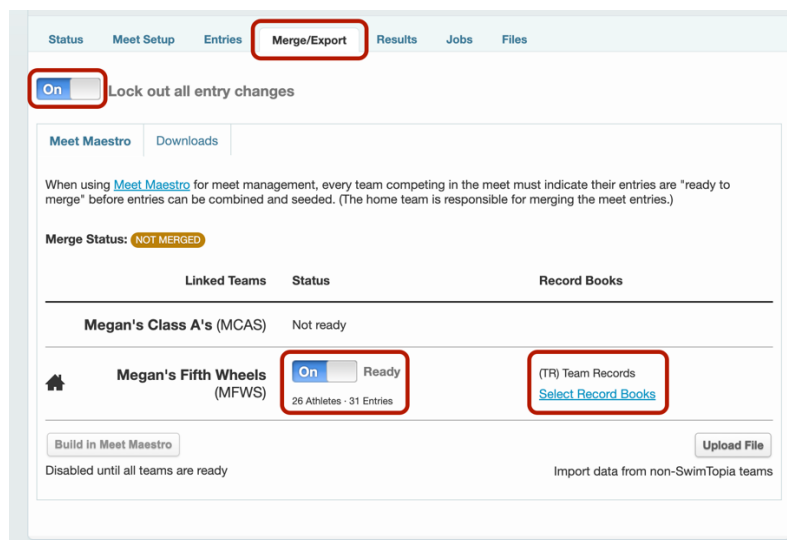 Status Meet Setup Entries Merge/Export Results Jobs Files
On Lock out all entry changes
Meet Maestro Downloads
When using Meet Maestro for meet management, every team competing in the meet must indicate their entries are "ready to
merge" before entries can be combined and seeded. (The home team is responsible for merging the meet entries.)
Merge Status: NOT MERGED
Linked Teams Status Record Books
Megan's Class A's (MCAS) Not ready
Megan's Fifth Wheels
(MFWS)
On Ready
26 Athletes · 31 Entries
(TR) Team Records
Select Record Books
Build in Meet Maestro Upload File
Disabled until all teams are ready Import data from non-SwimTopia teams